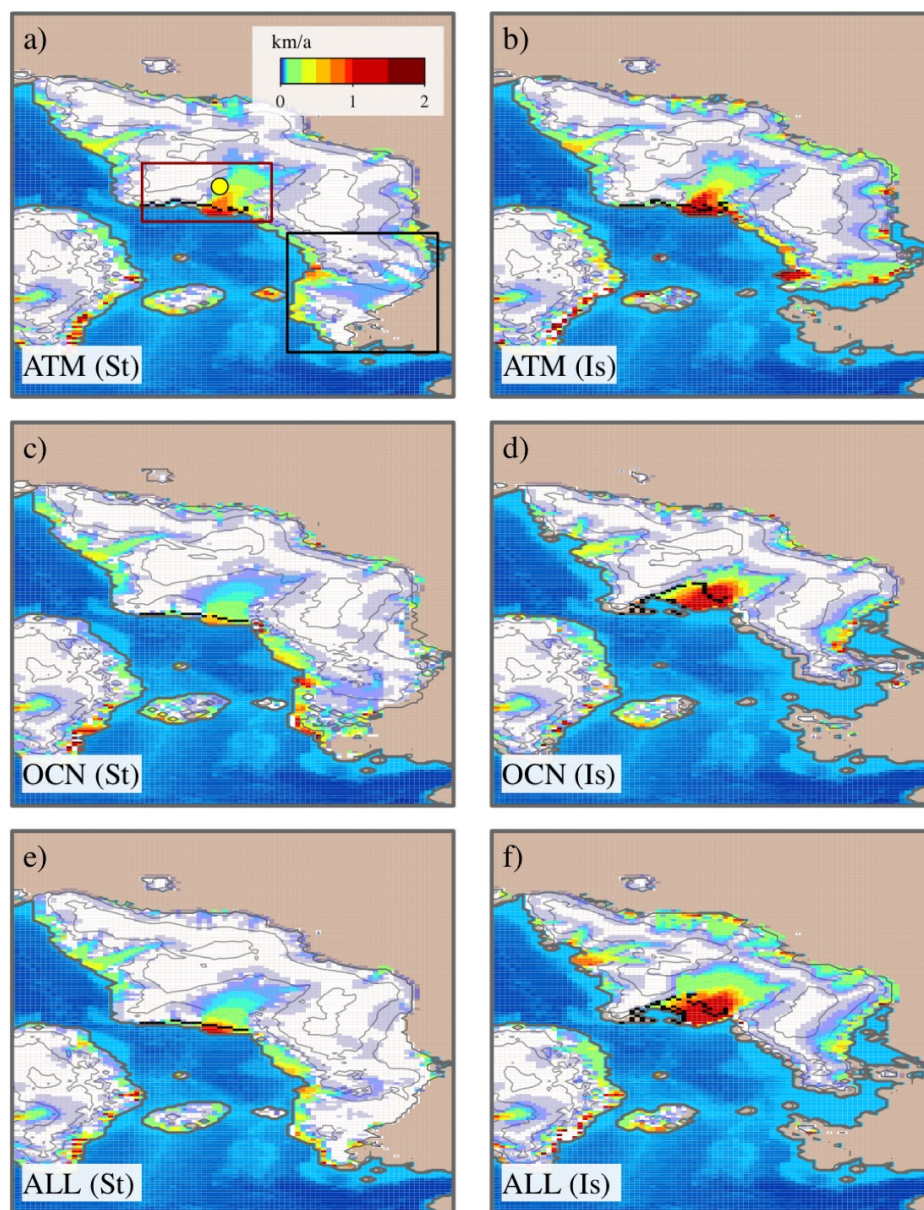 a)
km/a
0 1 2
ATM (St)
b)
ATM (Is)
c)
OCN (St)
d)
OCN (Is)
e)
ALL (St)
f)
ALL (Is)